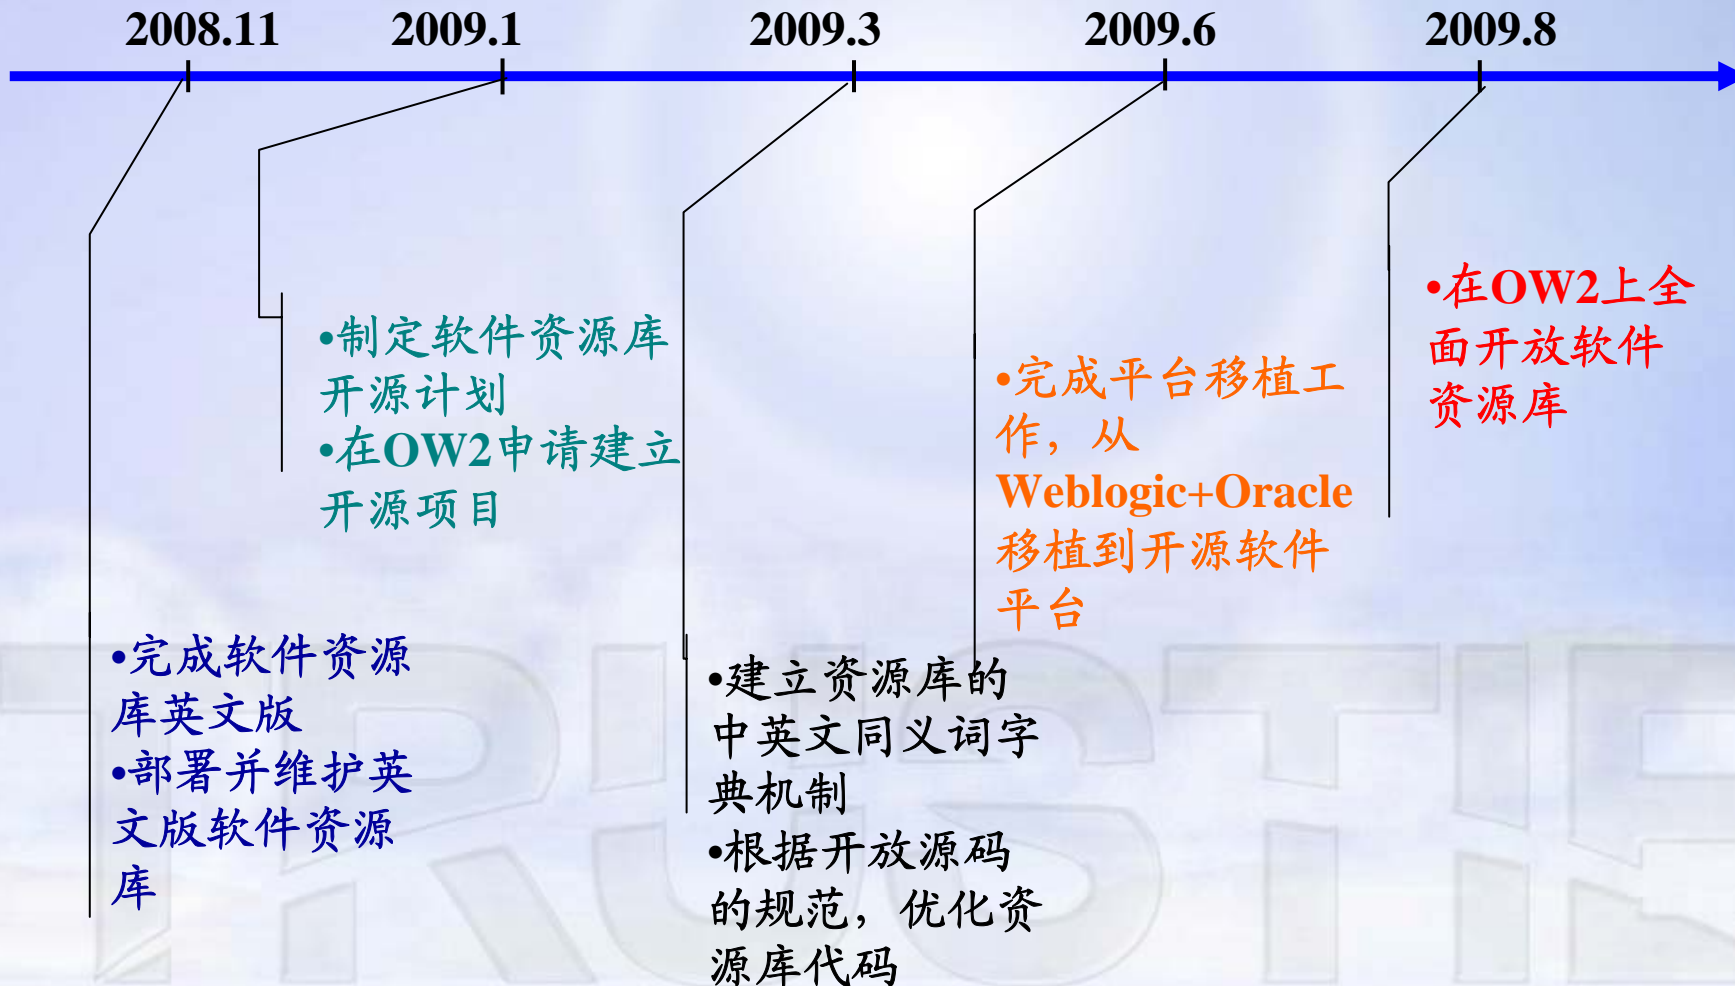 2008.11 2009.1 2009.3 2009.6 2009.8
•完成软件资源
库英文版
•部署并维护英
文版软件资源
库
•制定软件资源库
开源计划
•在OW2申请建立
开源项目
•建立资源库的
中英文同义词字
典机制
•根据开放源码
的规范，优化资
源库代码
•完成平台移植工
作，从
Weblogic+Oracle
移植到开源软件
平台
•在OW2上全
面开放软件
资源库
TRUSTIE